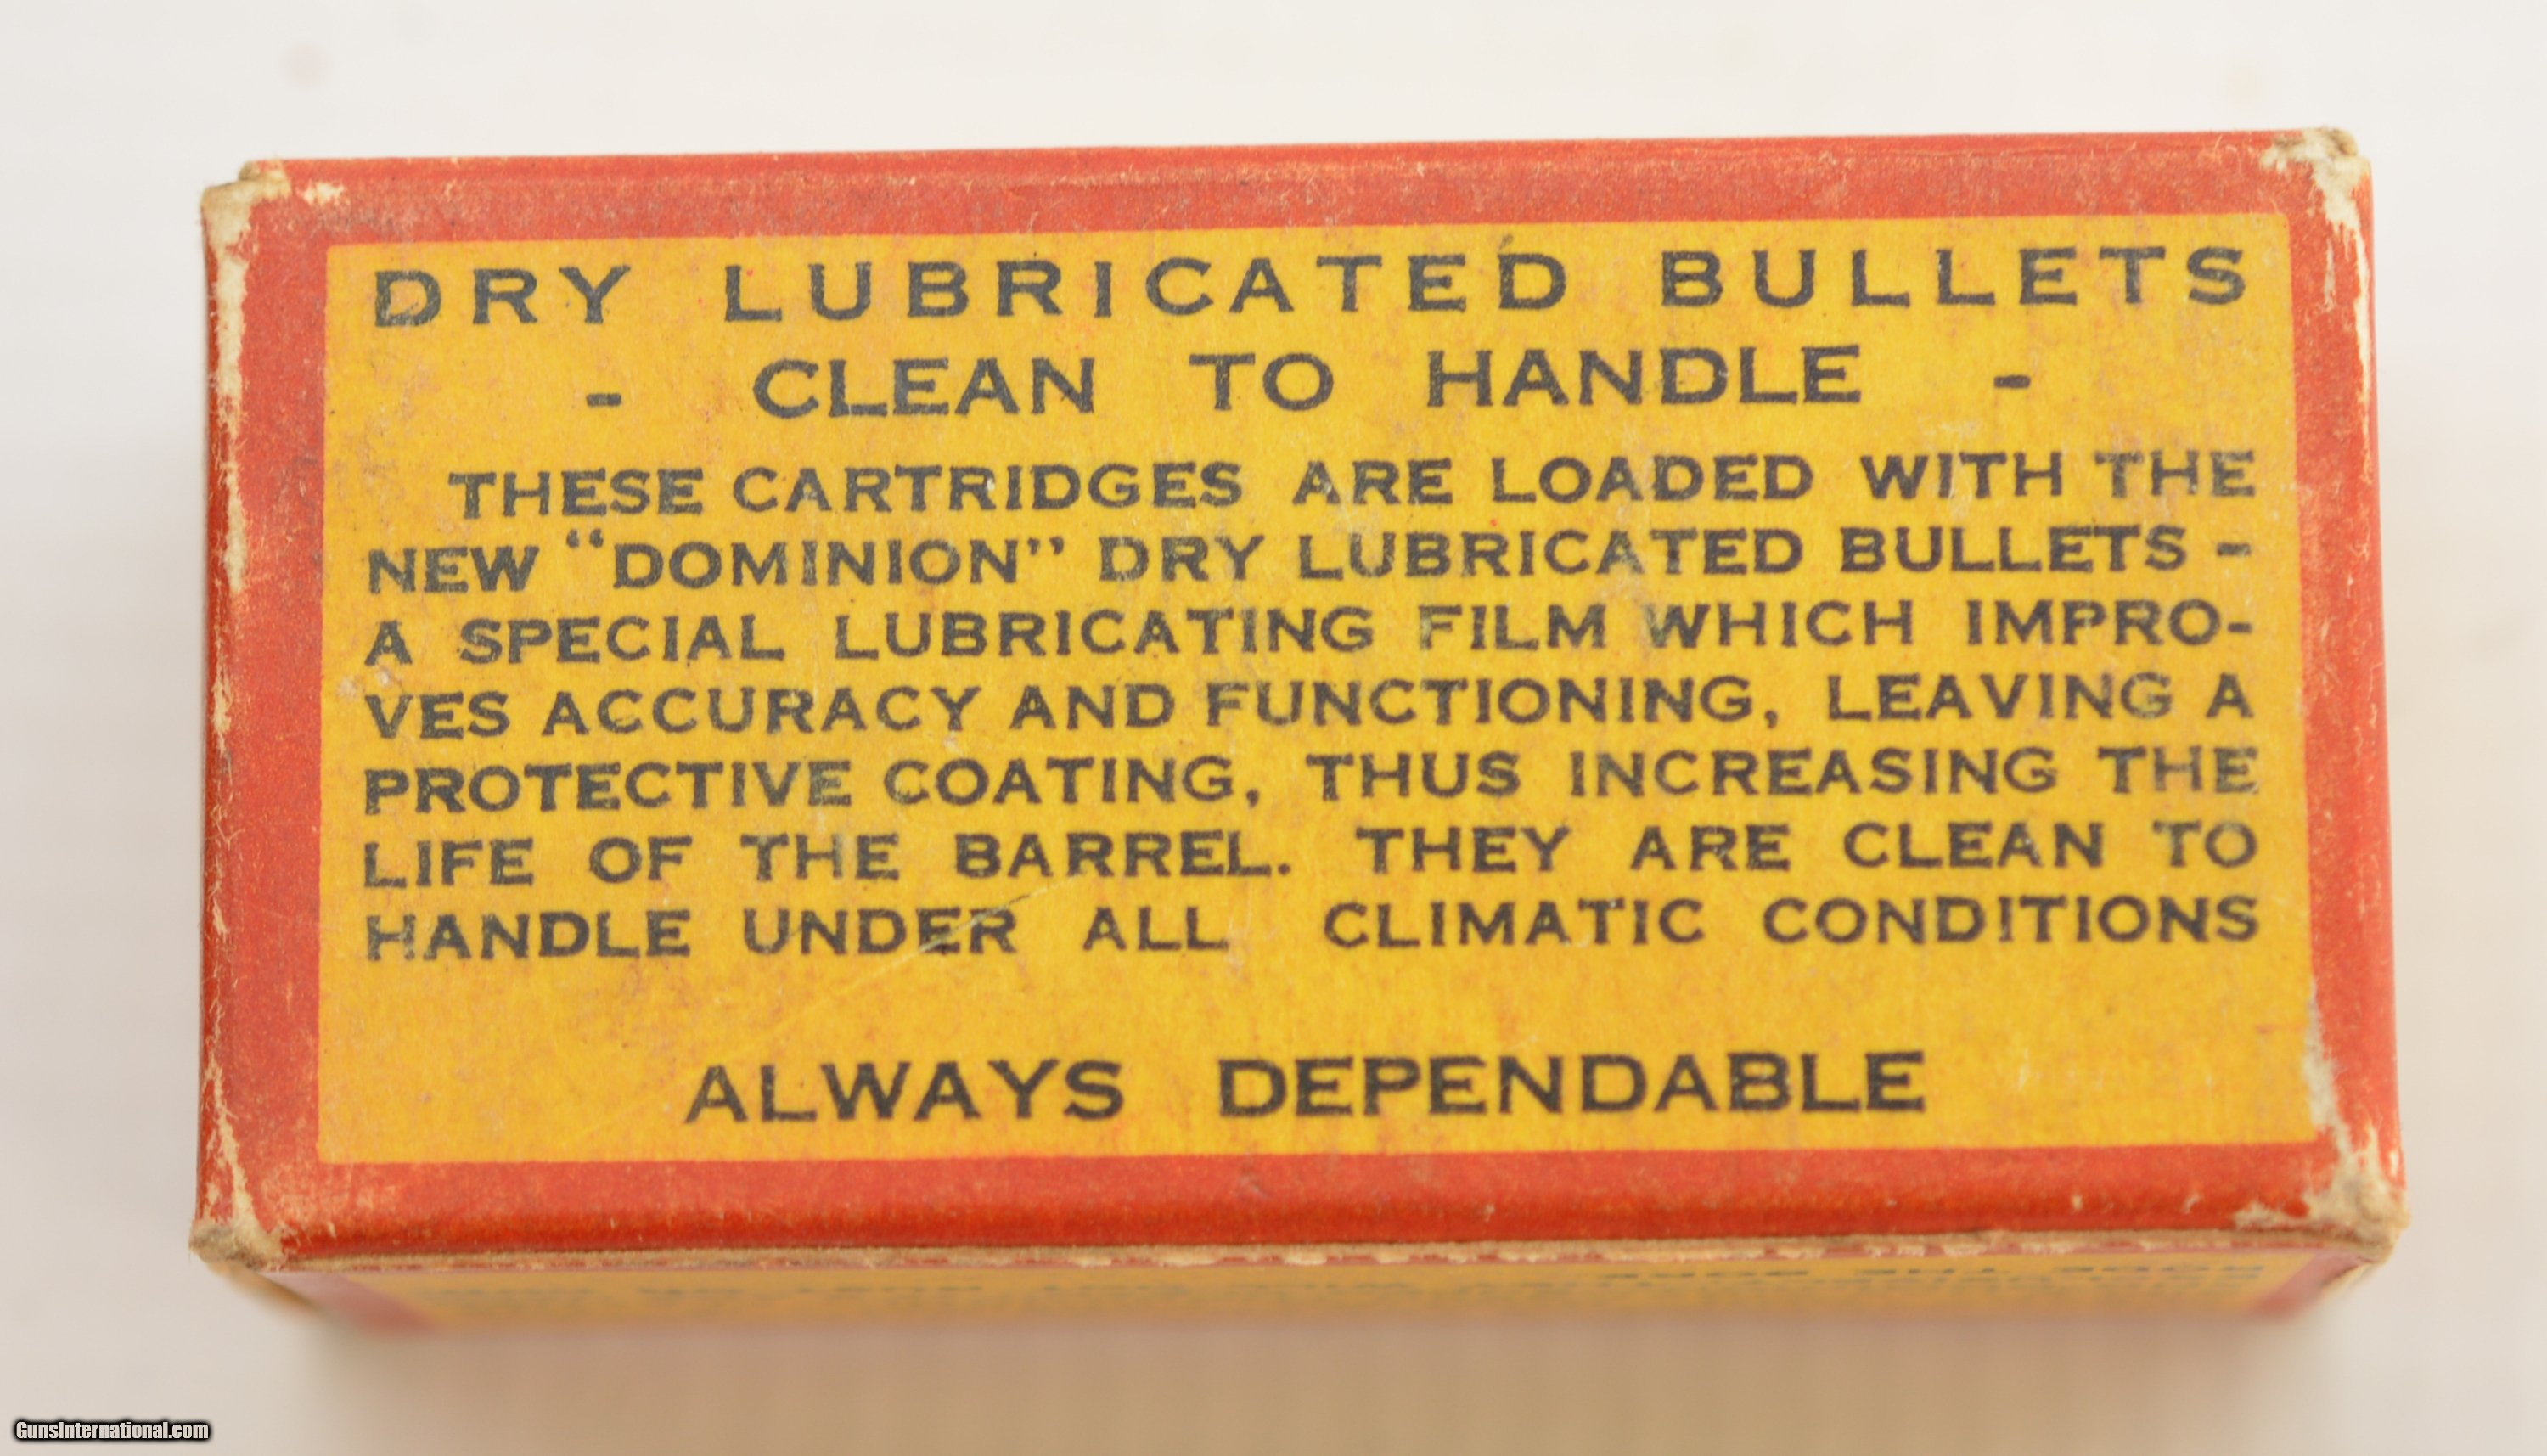 DRY LUBRICATED BULLETS
- CLEAN TO HANDLE -
THESE CARTRIDGES ARE LOADED WITH THE
NEW "DOMINION" DRY LUBRICATED BULLETS -
A SPECIAL LUBRICATING FILM WHICH IMPRO-
VES ACCURACY AND FUNCTIONING, LEAVING A
PROTECTIVE COATING, THUS INCREASING THE
LIFE OF THE BARREL. THEY ARE CLEAN TO
HANDLE UNDER ALL CLIMATIC CONDITIONS
ALWAYS DEPENDABLE
GunsInternational.com